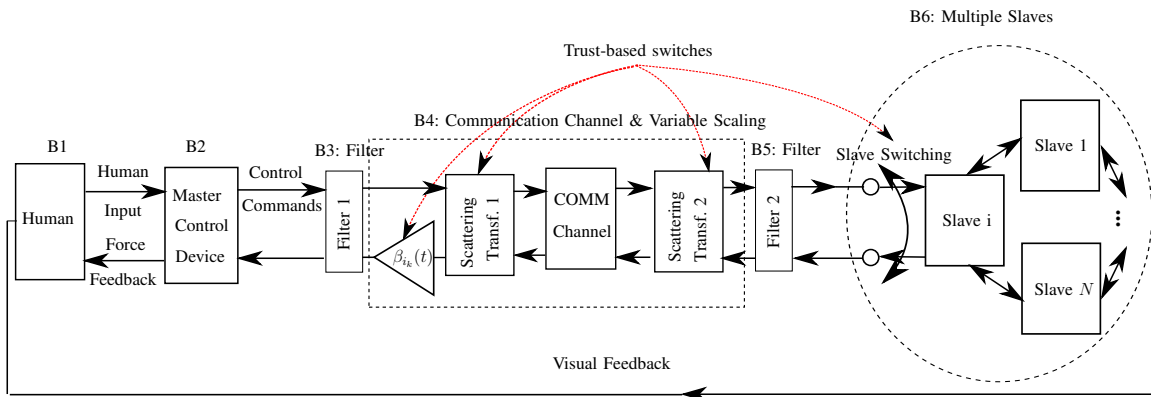 B6: Multiple Slaves
Trust-based switches
B4: Communication Channel & Variable Scaling
B1
B2
B3: Filter
B5: Filter
Slave Switching
Human
Human
Input
Force
Feedback
Master
Control
Device
Control
Commands
Filter 1
β_{i_k}(t)
Scattering
Transf. 1
COMM
Channel
Scattering
Transf. 2
Filter 2
Slave i
Slave 1
...
Slave N
Visual Feedback